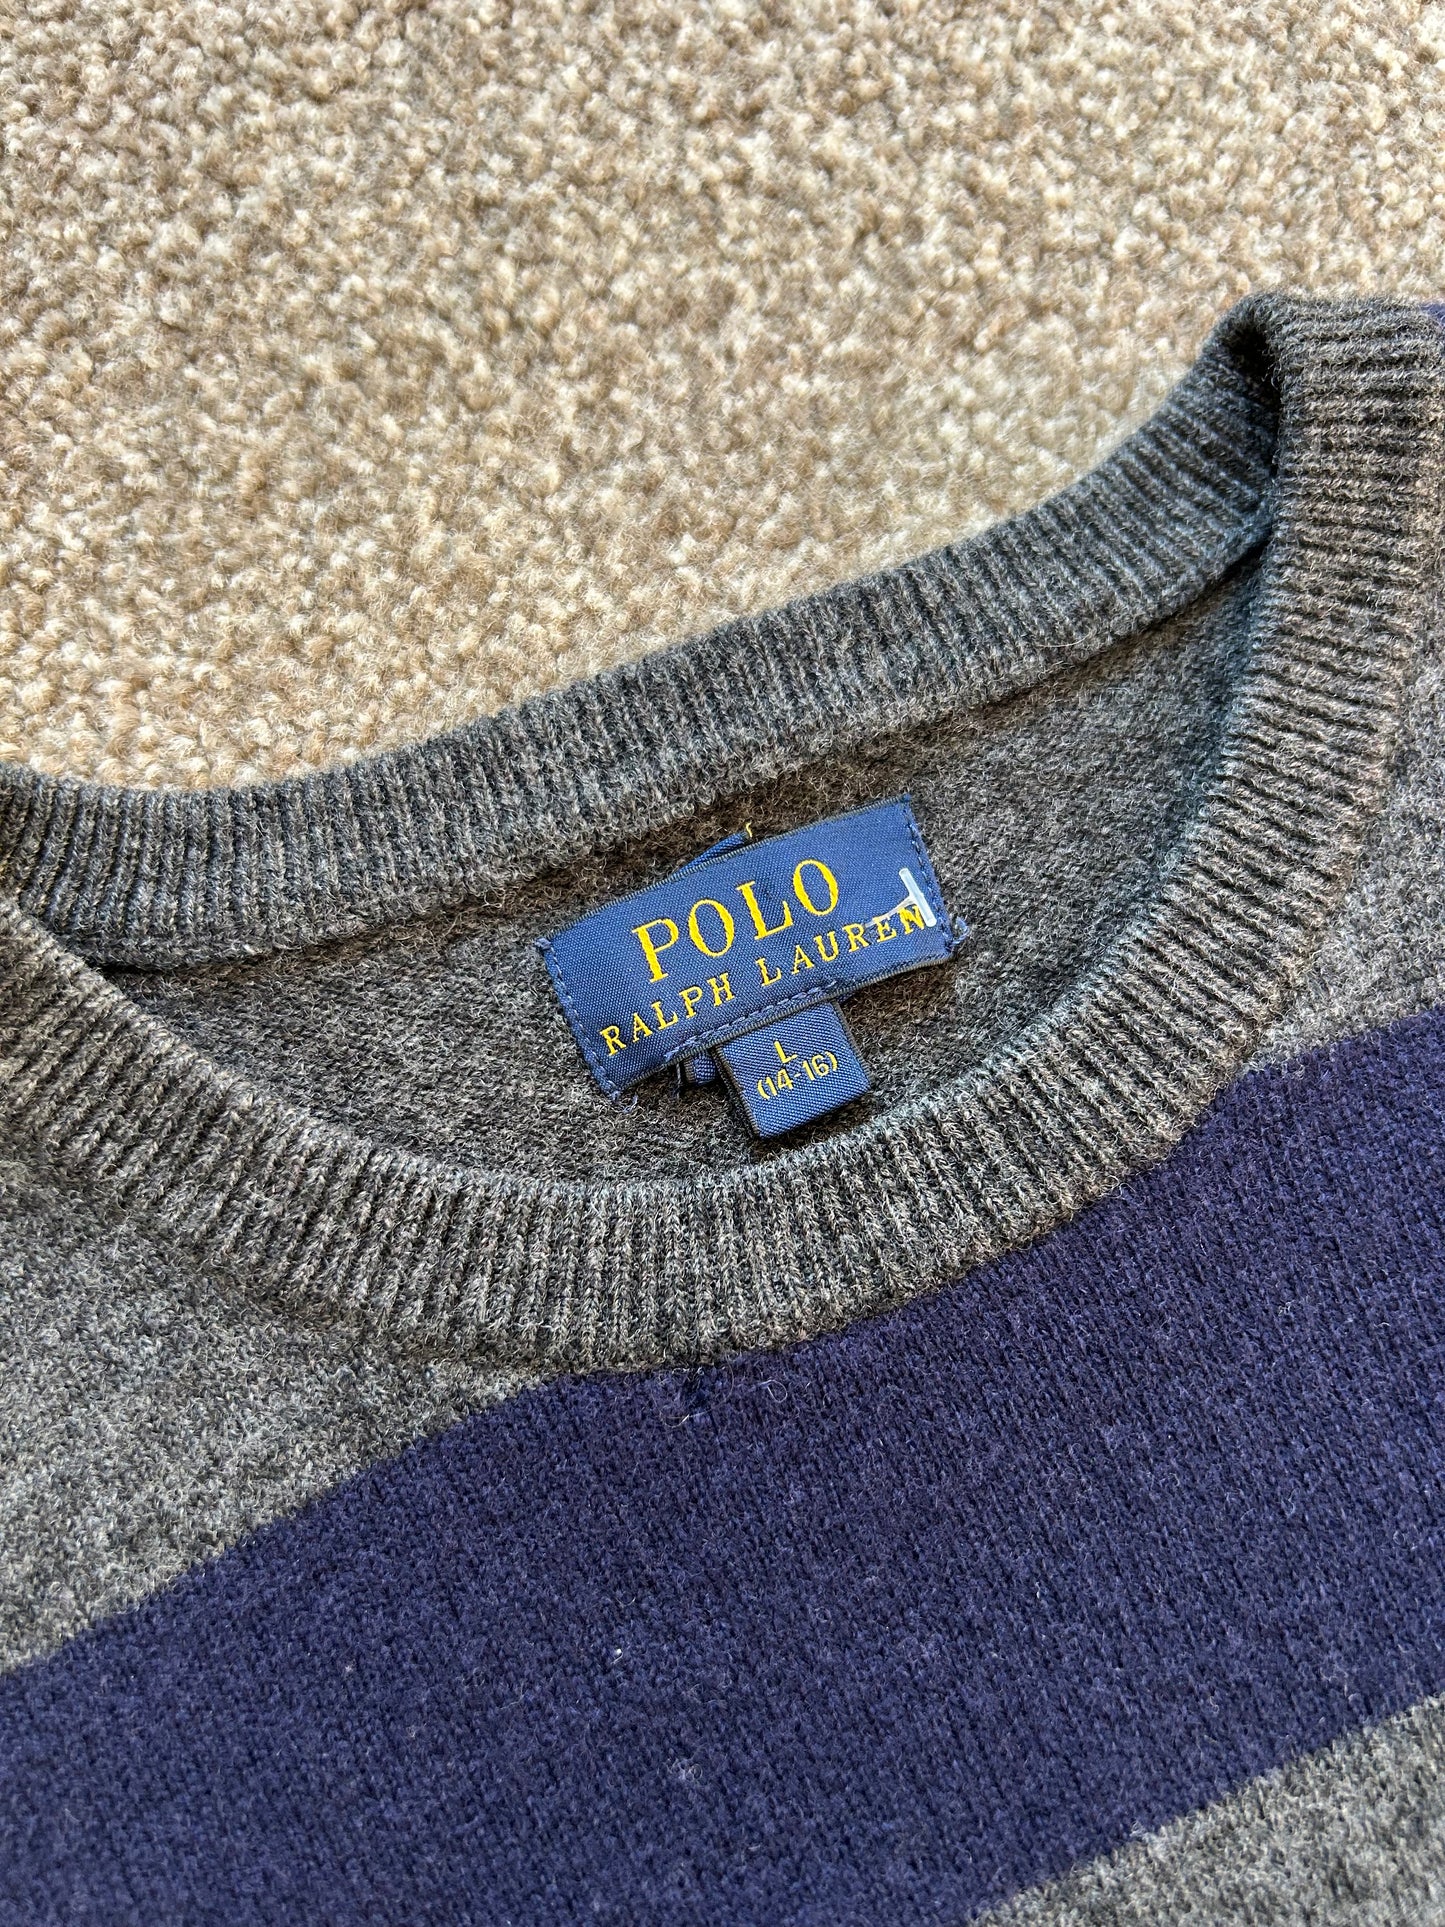 POLO
RALPH LAUREN
L
(14-16)